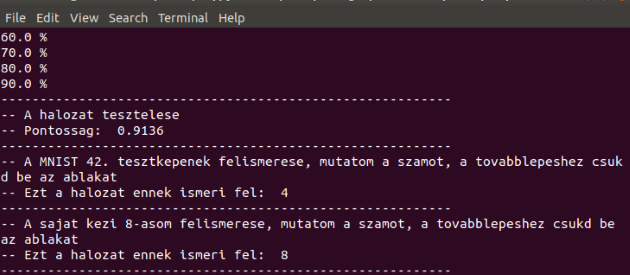 File Edit View Search Terminal Help
60.0 %
70.0 %
80.0 %
90.0 %
----------------------------------------------------------
-- A halozat tesztelese
-- Pontossag:  0.9136
----------------------------------------------------------
-- A MNIST 42. tesztkepenek felismerese, mutatom a szamot, a tovabblepeshez csuk
d be az ablakat
-- Ezt a halozat ennek ismeri fel:  4
----------------------------------------------------------
-- A sajat kezi 8-asom felismerese, mutatom a szamot, a tovabblepeshez csukd be
az ablakat
-- Ezt a halozat ennek ismeri fel:  8
----------------------------------------------------------